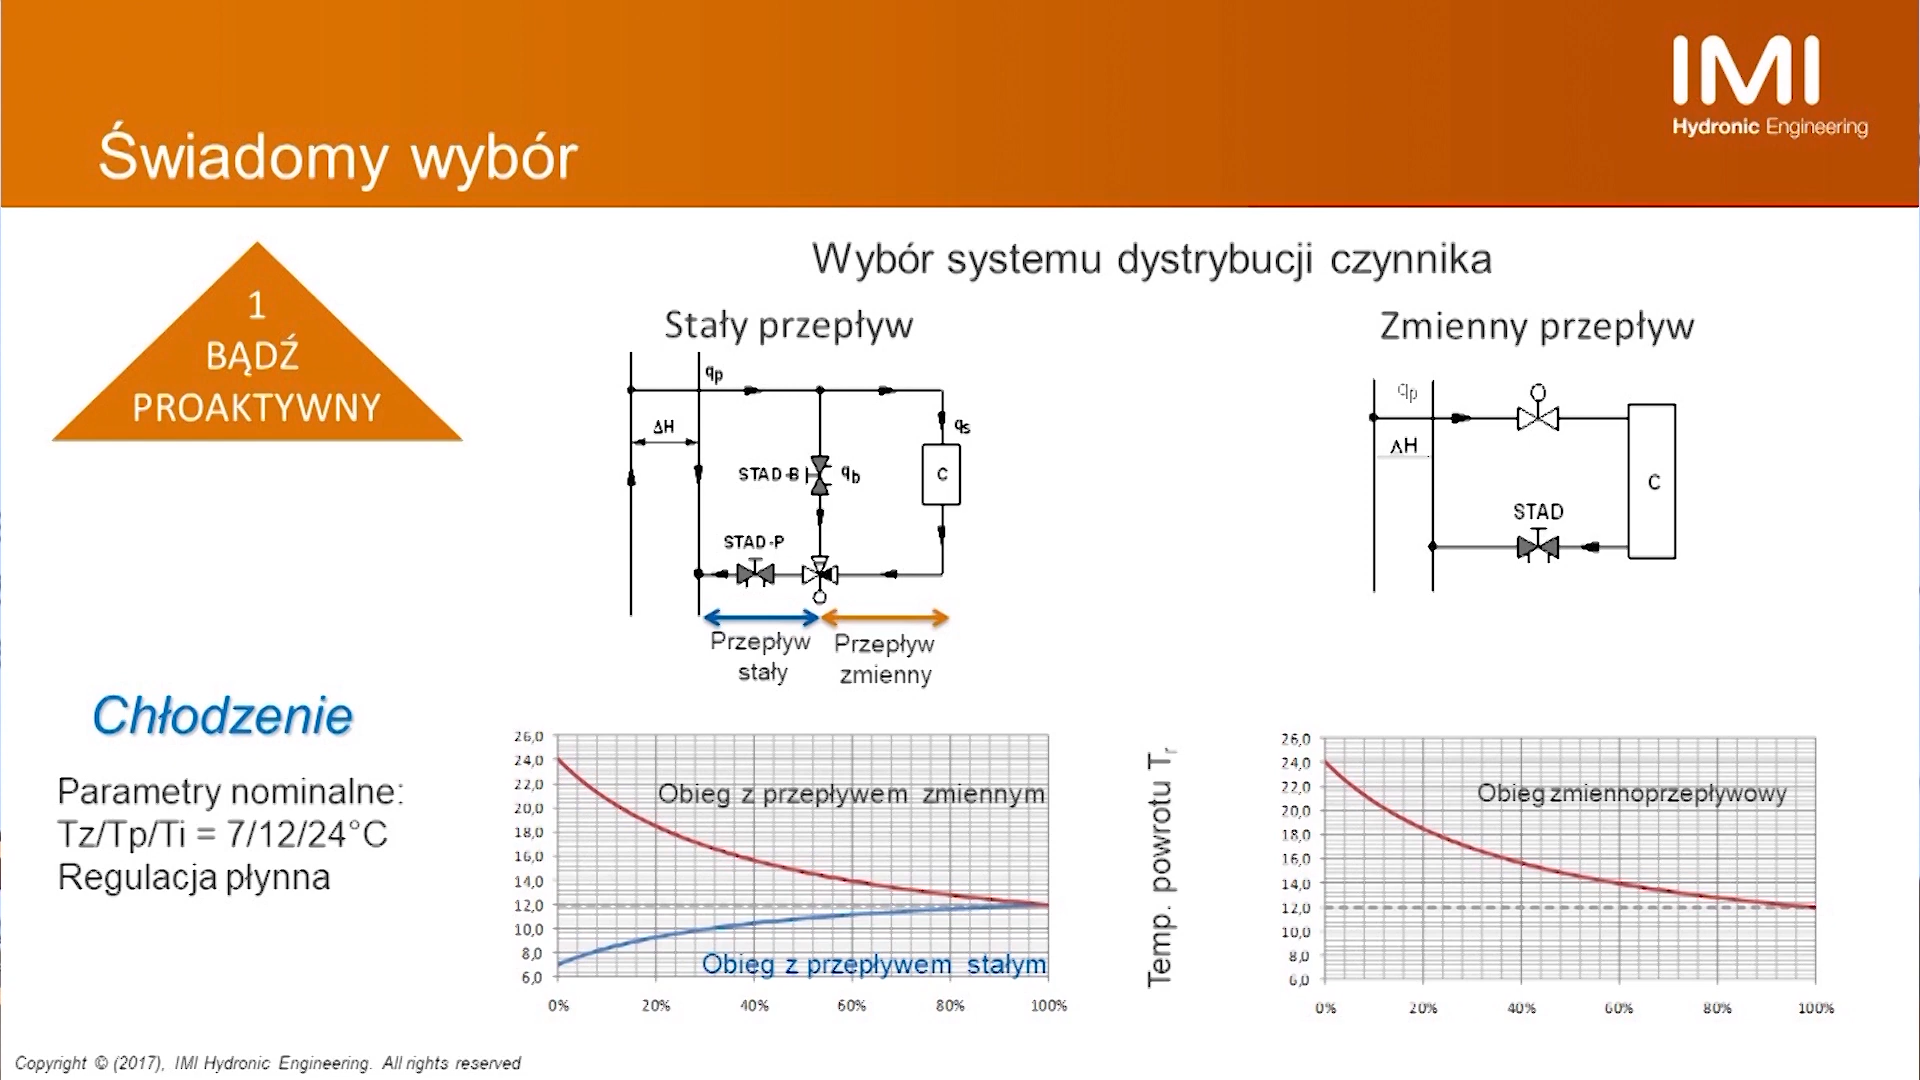 IMI
Hydronic Engineering
Świadomy wybór
1
BĄDŹ
PROAKTYWNY
Wybór systemu dystrybucji czynnika
Stały przepływ
Zmienny przepływ
qp
ΔH
qs
STAD-B
qb
C
STAD-P
Przepływ
stały
Przepływ
zmienny
qp
ΔH
C
STAD
Chłodzenie
Parametry nominalne:
Tz/Tp/Ti = 7/12/24°C
Regulacja płynna
26,0
24,0
22,0
20,0
18,0
16,0
14,0
12,0
10,0
8,0
6,0
Obieg z przepływem zmiennym
Obieg z przepływem stałym
0% 20% 40% 60% 80% 100%
Temp. powrotu Tr
26,0
24,0
22,0
20,0
18,0
16,0
14,0
12,0
10,0
8,0
6,0
Obieg zmiennoprzepływowy
0% 20% 40% 60% 80% 100%
Copyright © (2017), IMI Hydronic Engineering. All rights reserved